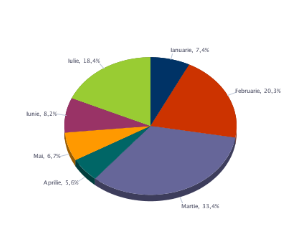 Ianuarie, 7,4%
Februarie, 20,3%
Martie, 33,4%
Aprilie, 5,6%
Mai, 6,7%
Iunie, 8,2%
Iulie, 18,4%